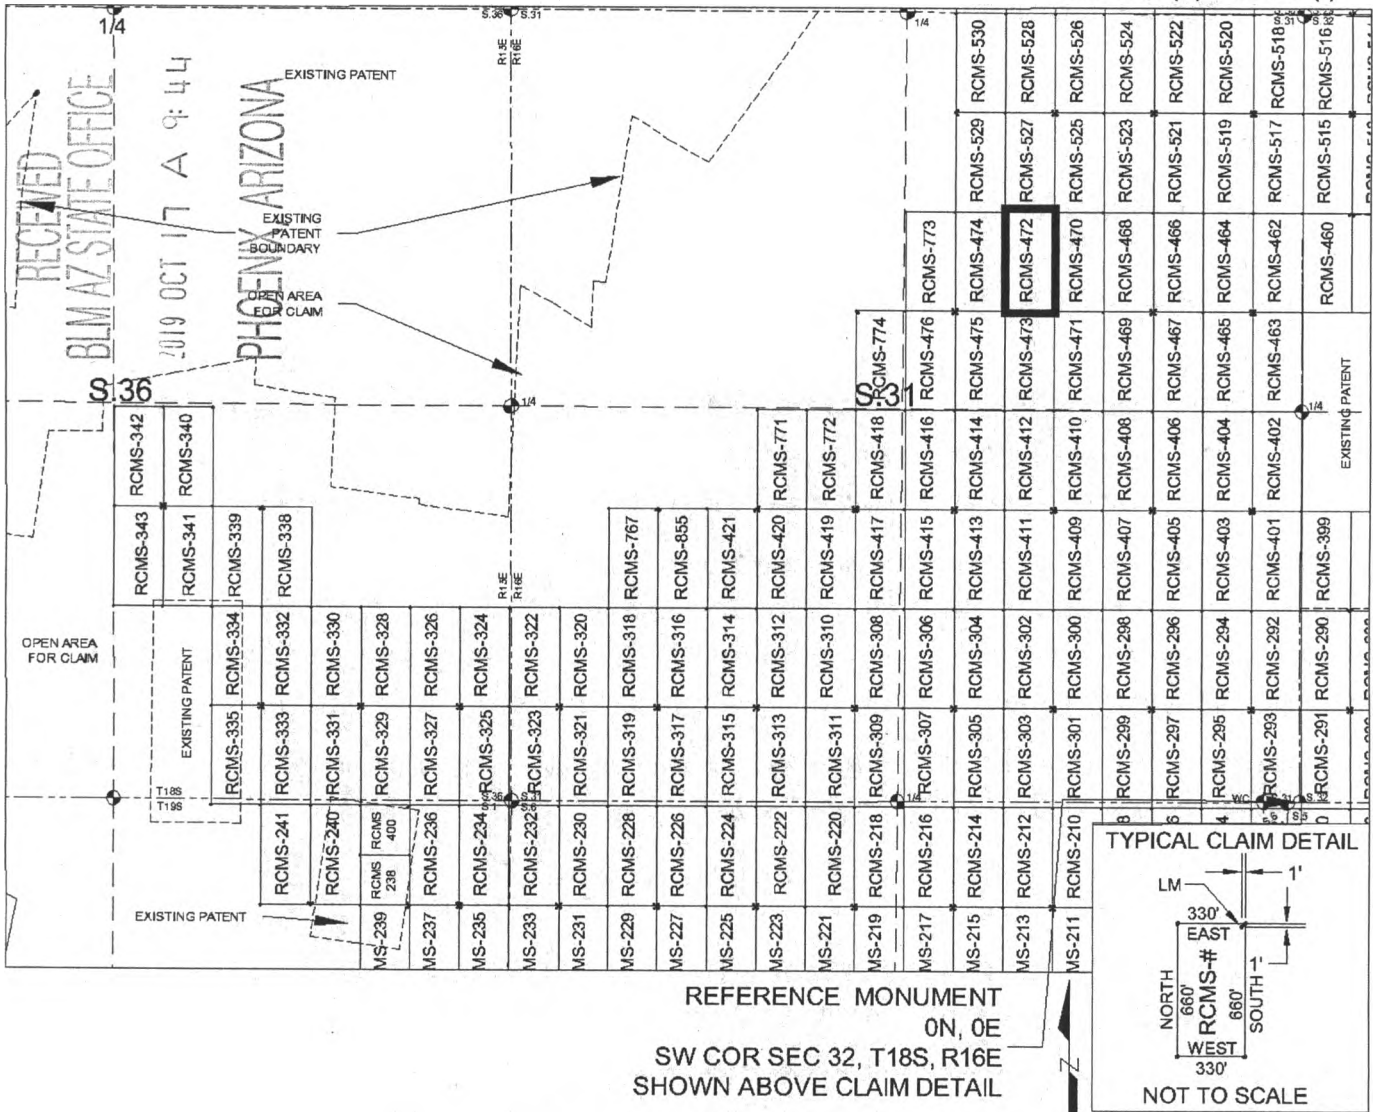 1/4
S.36 S.31
1/4
S.31 S.32
R13E
R16E
EXISTING PATENT
RECEIVED
BLM AZ STATE OFFICE
2019 OCT 17 A 9:44
PHOENIX, ARIZONA
RCMS-530 RCMS-528 RCMS-526 RCMS-524 RCMS-522 RCMS-520 RCMS-518 RCMS-516
RCMS-529 RCMS-527 RCMS-525 RCMS-523 RCMS-521 RCMS-519 RCMS-517 RCMS-515
EXISTING
PATENT
BOUNDARY
OPEN AREA
FOR CLAIM
RCMS-773 RCMS-474 RCMS-472 RCMS-470 RCMS-468 RCMS-466 RCMS-464 RCMS-462 RCMS-460
RCMS-774 RCMS-476 RCMS-475 RCMS-473 RCMS-471 RCMS-469 RCMS-467 RCMS-465 RCMS-463
EXISTING PATENT
S.36
1/4
S.31
1/4
RCMS-342 RCMS-340
RCMS-771 RCMS-772 RCMS-418 RCMS-416 RCMS-414 RCMS-412 RCMS-410 RCMS-408 RCMS-406 RCMS-404 RCMS-402
RCMS-343 RCMS-341 RCMS-339 RCMS-338
RCMS-767 RCMS-855 RCMS-421 RCMS-420 RCMS-419 RCMS-417 RCMS-415 RCMS-413 RCMS-411 RCMS-409 RCMS-407 RCMS-405 RCMS-403 RCMS-401 RCMS-399
R13E
R16E
OPEN AREA
FOR CLAIM
EXISTING PATENT
RCMS-334 RCMS-332 RCMS-330 RCMS-328 RCMS-326 RCMS-324 RCMS-322 RCMS-320 RCMS-318 RCMS-316 RCMS-314 RCMS-312 RCMS-310 RCMS-308 RCMS-306 RCMS-304 RCMS-302 RCMS-300 RCMS-298 RCMS-296 RCMS-294 RCMS-292 RCMS-290
RCMS-335 RCMS-333 RCMS-331 RCMS-329 RCMS-327 RCMS-325 RCMS-323 RCMS-321 RCMS-319 RCMS-317 RCMS-315 RCMS-313 RCMS-311 RCMS-309 RCMS-307 RCMS-305 RCMS-303 RCMS-301 RCMS-299 RCMS-297 RCMS-295 RCMS-293 RCMS-291
T18S
T19S
S.36 S.31
S.1 S.6
1/4
WC
S.31 S.32
S.6 S.5
RCMS-241 RCMS-240 RCMS 400 RCMS-236 RCMS-234 RCMS-232 RCMS-230 RCMS-228 RCMS-226 RCMS-224 RCMS-222 RCMS-220 RCMS-218 RCMS-216 RCMS-214 RCMS-212 RCMS-210
RCMS 238
EXISTING PATENT
MS-239 MS-237 MS-235 MS-233 MS-231 MS-229 MS-227 MS-225 MS-223 MS-221 MS-219 MS-217 MS-215 MS-213 MS-211
REFERENCE MONUMENT
0N, 0E
SW COR SEC 32, T18S, R16E
SHOWN ABOVE CLAIM DETAIL
TYPICAL CLAIM DETAIL
1'
LM
330'
EAST
NORTH
660'
RCMS-#
660'
SOUTH
1'
WEST
330'
NOT TO SCALE